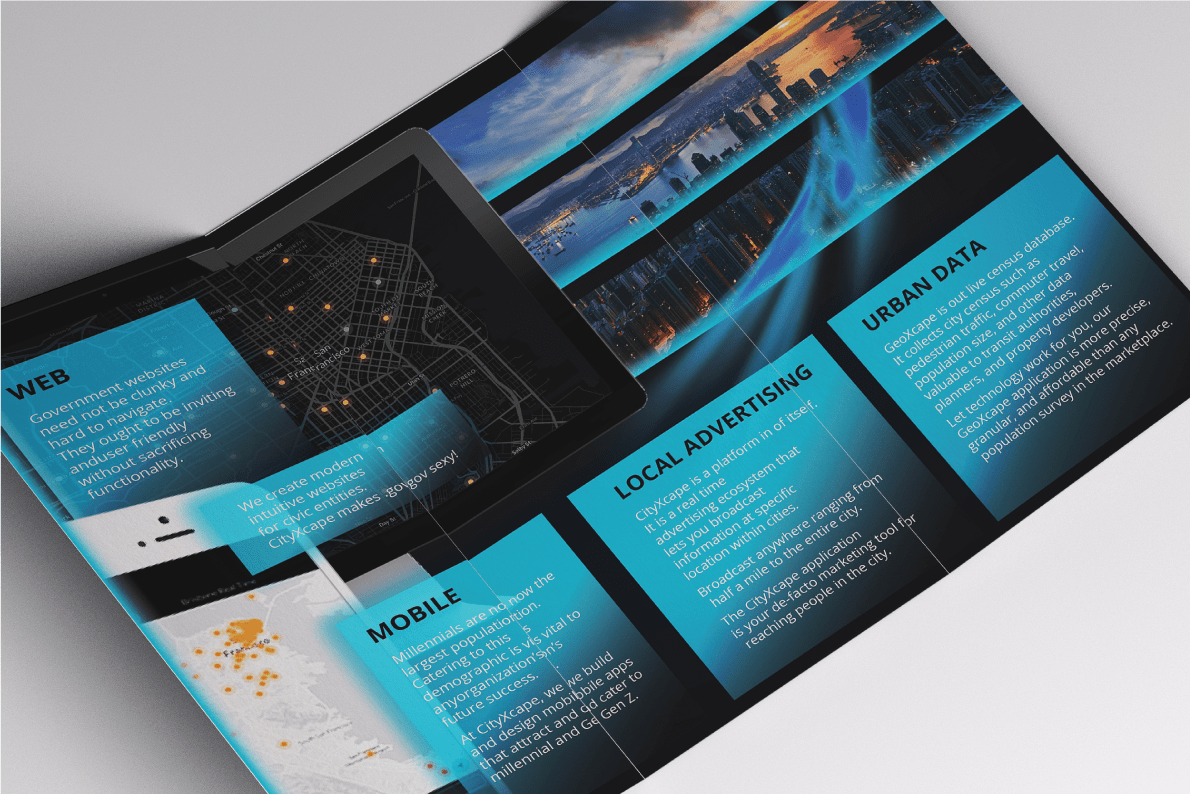 WEB
Government websites
need not be clunky and
hard to navigate.
They ought to be inviting
anduser friendly
without sacrificing
functionality.
We create modern
intuitive websites
for civic entities.
CityXcape makes .gov sexy!
MOBILE
Millennials are now the
largest population.
Catering to this
demographic is vital to
anyorganization's
future success.
At CityXcape, we build
and design mobile apps
that attract and cater to
millennial and Gen Z.
LOCAL ADVERTISING
CityXcape is a platform in of itself.
It is a real time
advertising ecosystem that
lets you broadcast
information at specific
location within cities.
Broadcast anywhere ranging from
half a mile to the entire city.
The CityXcape application
is your de-facto marketing tool for
reaching people in the city.
URBAN DATA
GeoXcape is out live census database.
It collects city census such as
pedestrian traffic, commuter travel,
population size, and other data
valuable to transit authorities,
planners, and property developers.
Let technology work for you, our
GeoXcape application is more precise,
granular, and affordable than any
population survey in the marketplace.
San
Francisco
POTRERO
HILL
Francisco
Brisbane Real Time